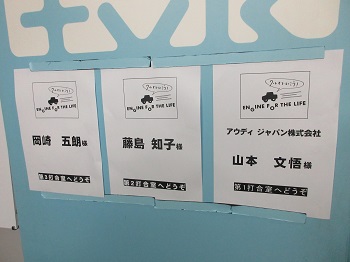 tvk
ENGINE FOR THE LIFE
岡崎 五朗様
第3打合室へどうぞ
ENGINE FOR THE LIFE
藤島 知子様
第2打合室へどうぞ
ENGINE FOR THE LIFE
アウディ ジャパン株式会社
山本 文悟様
第1打合室へどうぞ